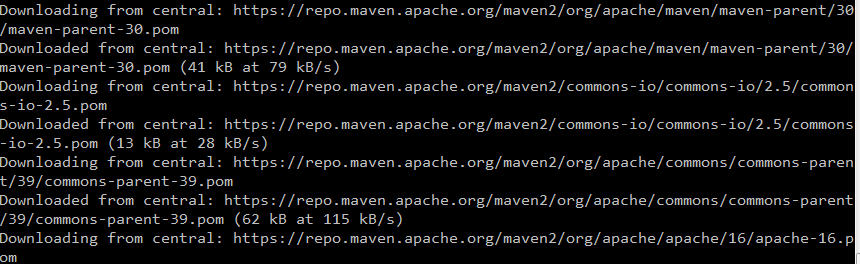 Downloading from central: https://repo.maven.apache.org/maven2/org/apache/maven/maven-parent/30
/maven-parent-30.pom
Downloaded from central: https://repo.maven.apache.org/maven2/org/apache/maven/maven-parent/30/
maven-parent-30.pom (41 kB at 79 kB/s)
Downloading from central: https://repo.maven.apache.org/maven2/commons-io/commons-io/2.5/common
s-io-2.5.pom
Downloaded from central: https://repo.maven.apache.org/maven2/commons-io/commons-io/2.5/commons
-io-2.5.pom (13 kB at 28 kB/s)
Downloading from central: https://repo.maven.apache.org/maven2/org/apache/commons/commons-paren
t/39/commons-parent-39.pom
Downloaded from central: https://repo.maven.apache.org/maven2/org/apache/commons/commons-parent
/39/commons-parent-39.pom (62 kB at 115 kB/s)
Downloading from central: https://repo.maven.apache.org/maven2/org/apache/apache/16/apache-16.p
om